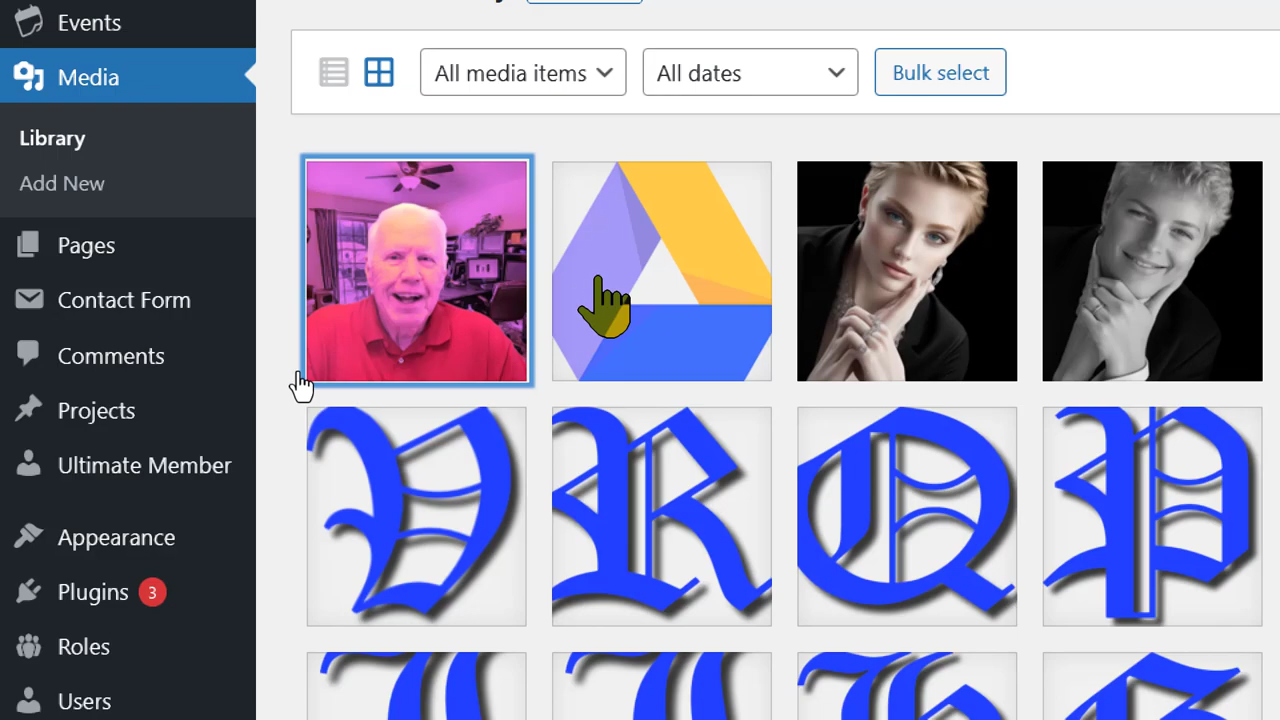 Events
Media
Library
Add New
Pages
Contact Form
Comments
Projects
Ultimate Member
Appearance
Plugins 3
Roles
Users
All media items
All dates
Bulk select
V
R
Q
P